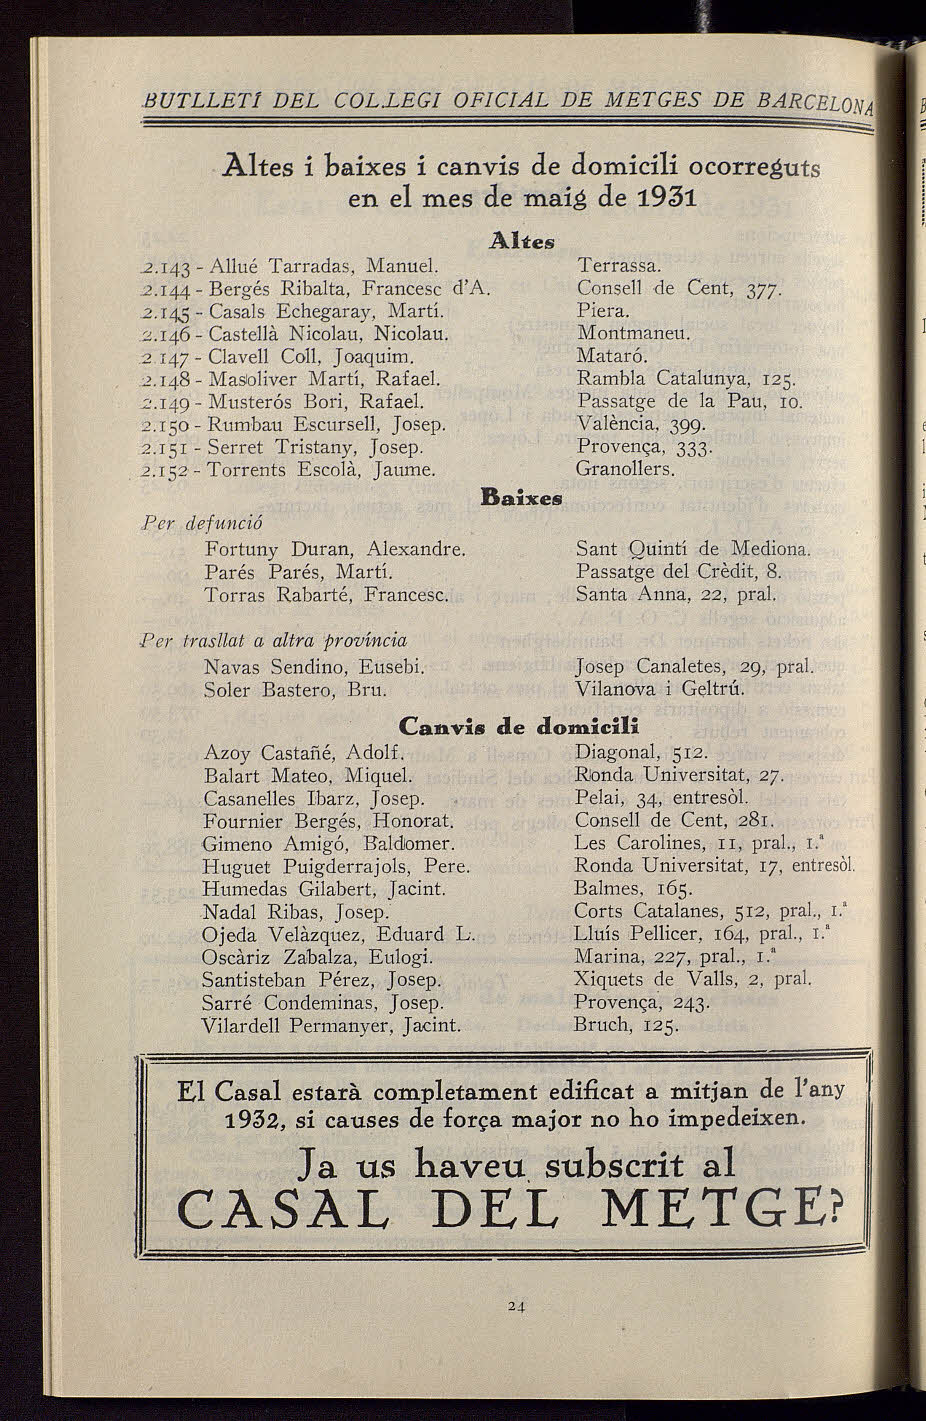 BUTLLETÍ DEL COL.LEGI OFICIAL DE METGES DE BARCELONA
Altes i baixes i canvis de domicili ocorreguts
en el mes de maig de 1931
Altes
2.143 - Allué Tarradas, Manuel. Terrassa.
2.144 - Bergés Ribalta, Francesc d'A. Consell de Cent, 377.
2.145 - Casals Echegaray, Martí. Piera.
2.146 - Castellà Nicolau, Nicolau. Montmaneu.
2.147 - Clavell Coll, Joaquim. Mataró.
2.148 - Masoliver Martí, Rafael. Rambla Catalunya, 125.
2.149 - Musterós Bori, Rafael. Passatge de la Pau, 10.
2.150 - Rumbau Escursell, Josep. València, 399.
2.151 - Serret Tristany, Josep. Provença, 333.
2.152 - Torrents Escolà, Jaume. Granollers.
Baixes
Per defunció
Fortuny Duran, Alexandre. Sant Quintí de Mediona.
Parés Parés, Martí. Passatge del Crèdit, 8.
Torras Rabarté, Francesc. Santa Anna, 22, pral.
Per trasllat a altra província
Navas Sendino, Eusebi. Josep Canaletes, 29, pral.
Soler Bastero, Bru. Vilanova i Geltrú.
Canvis de domicili
Azoy Castañé, Adolf. Diagonal, 512.
Balart Mateo, Miquel. Ronda Universitat, 27.
Casanelles Ibarz, Josep. Pelai, 34, entresòl.
Fournier Bergés, Honorat. Consell de Cent, 281.
Gimeno Amigó, Baldomer. Les Carolines, 11, pral., 1.ª
Huguet Puigderrajols, Pere. Ronda Universitat, 17, entresòl.
Humedas Gilabert, Jacint. Balmes, 165.
Nadal Ribas, Josep. Corts Catalanes, 512, pral., 1.ª
Ojeda Velàzquez, Eduard L. Lluís Pellicer, 164, pral., 1.ª
Oscàriz Zabalza, Eulogi. Marina, 227, pral., 1.ª
Santisteban Pérez, Josep. Xiquets de Valls, 2, pral.
Sarré Condeminas, Josep. Provença, 243.
Vilardell Permanyer, Jacint. Bruch, 125.
El Casal estarà completament edificat a mitjan de l'any
1932, si causes de força major no ho impedeixen.
Ja us haveu subscrit al
CASAL DEL METGE?
24